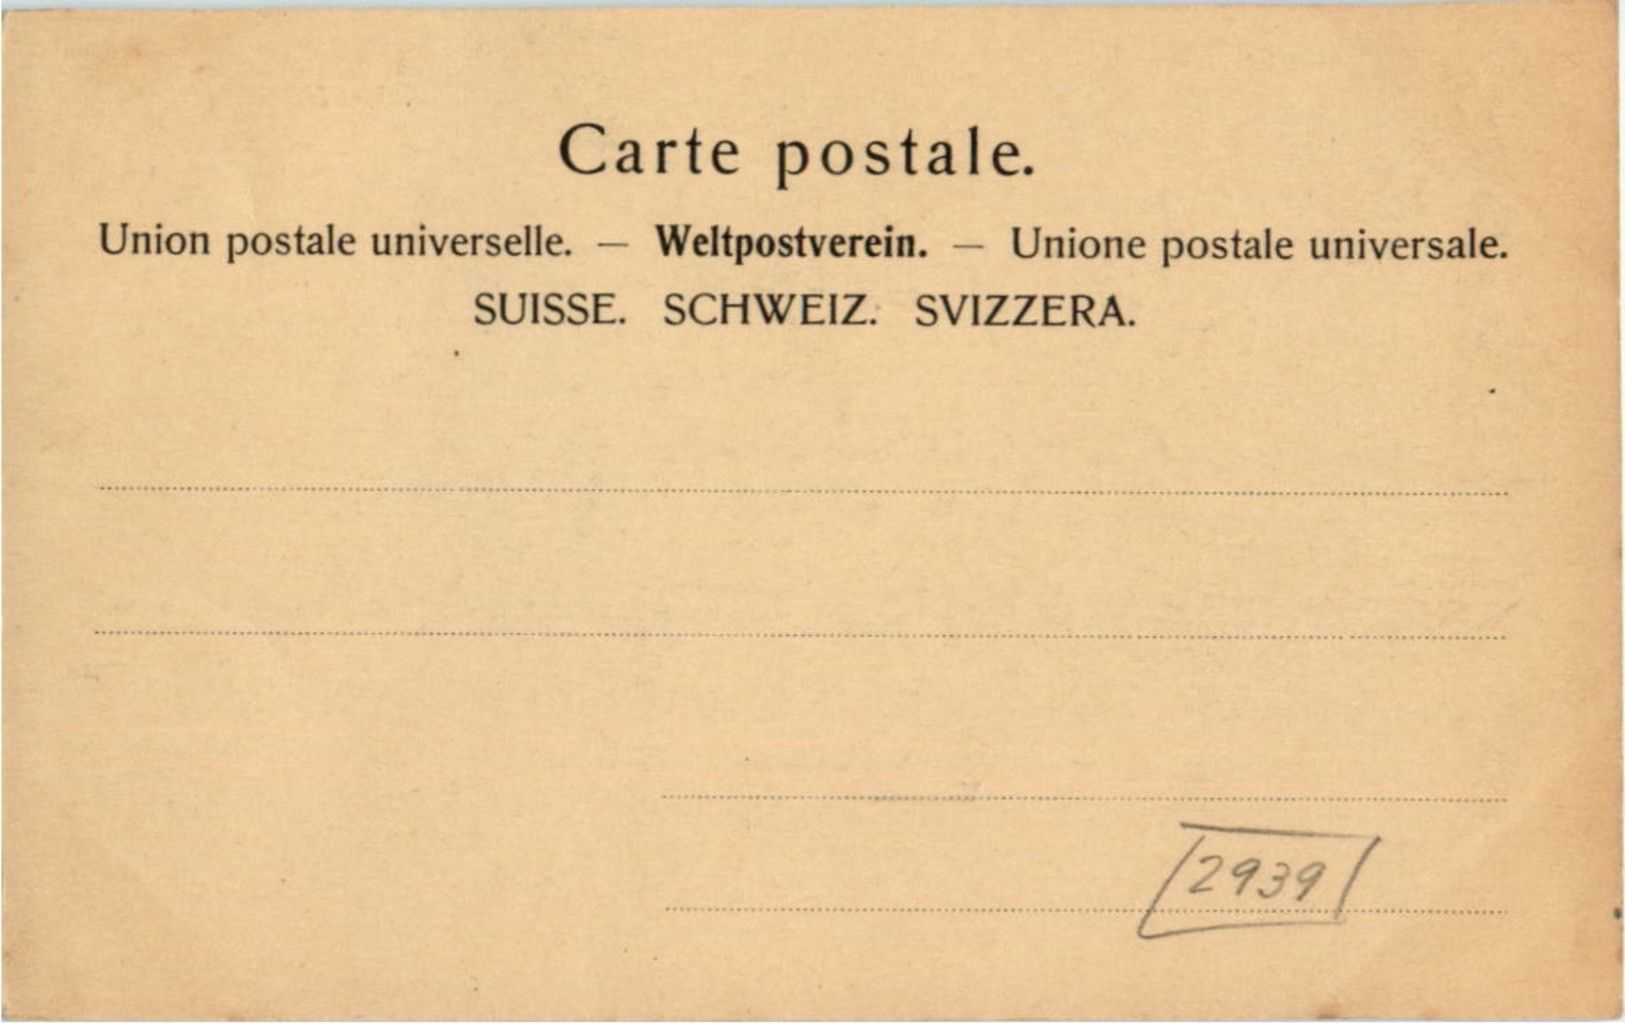 Carte postale.
Union postale universelle. — Weltpostverein. — Unione postale universale.
SUISSE. SCHWEIZ. SVIZZERA.
2939